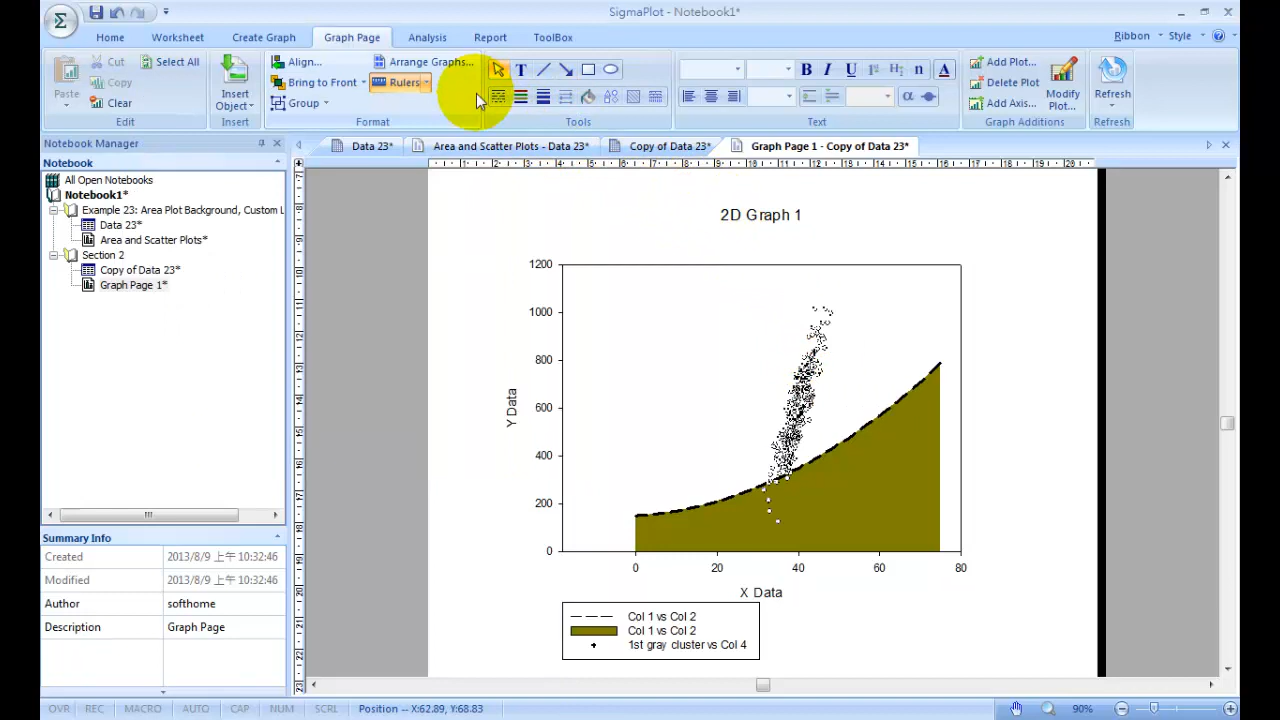 SigmaPlot - Notebook1*
Home Worksheet Create Graph Graph Page Analysis Report ToolBox Ribbon Style
Paste Cut Copy Clear Select All
Edit
Insert Object
Insert
Align... Arrange Graphs...
Bring to Front Rulers
Group
Format
Tools
B I U n A
Text
Add Plot... Delete Plot Add Axis... Modify Plot...
Graph Additions
Refresh
Refresh
Notebook Manager
Data 23* Area and Scatter Plots - Data 23* Copy of Data 23* Graph Page 1 - Copy of Data 23*
Notebook
All Open Notebooks
Notebook1*
Example 23: Area Plot Background, Custom L
Data 23*
Area and Scatter Plots*
Section 2
Copy of Data 23*
Graph Page 1*
Summary Info
Created 2013/8/9 上午 10:32:46
Modified 2013/8/9 上午 10:32:46
Author softhome
Description Graph Page
2D Graph 1
1200
1000
800
600
400
200
0
Y Data
0 20 40 60 80
X Data
Col 1 vs Col 2
Col 1 vs Col 2
1st gray cluster vs Col 4
OVR REC MACRO AUTO CAP NUM SCRL Position -- X:62.89, Y:68.83 90%